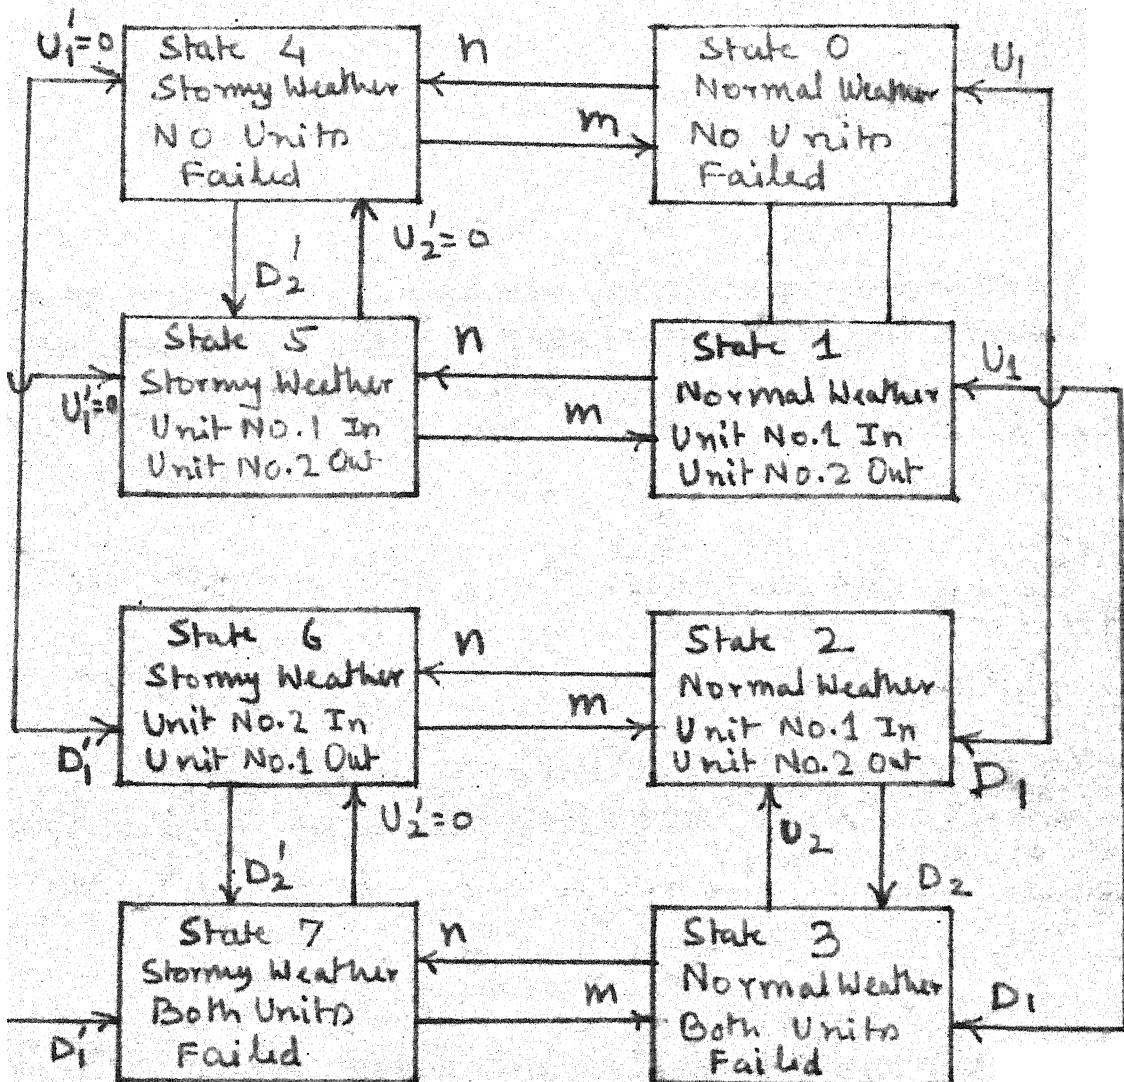 U₁'=0
State 4
Stormy Weather
No Units
Failed
n
m
State 0
Normal Weather
No Units
Failed
U₁
D₂'
U₂'=0
U₁'=0
State 5
Stormy Weather
Unit No.1 In
Unit No.2 Out
n
m
State 1
Normal Weather
Unit No.1 In
Unit No.2 Out
U₁
D₁'
State 6
Stormy Weather
Unit No.2 In
Unit No.1 Out
n
m
State 2
Normal Weather
Unit No.1 In
Unit No.2 Out
D₁
D₂'
U₂'=0
U₂
D₂
D₁'
State 7
Stormy Weather
Both Units
Failed
n
m
State 3
Normal Weather
Both Units
Failed
D₁